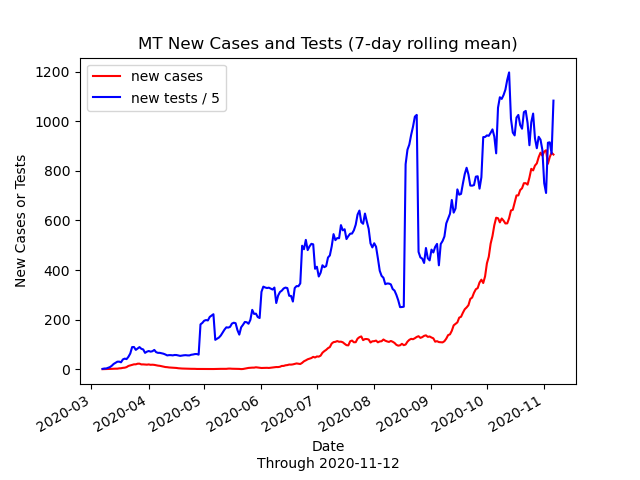 MT New Cases and Tests (7-day rolling mean)
new cases
new tests / 5
1200
1000
800
600
400
200
0
New Cases or Tests
2020-03
2020-04
2020-05
2020-06
2020-07
2020-08
2020-09
2020-10
2020-11
Date
Through 2020-11-12